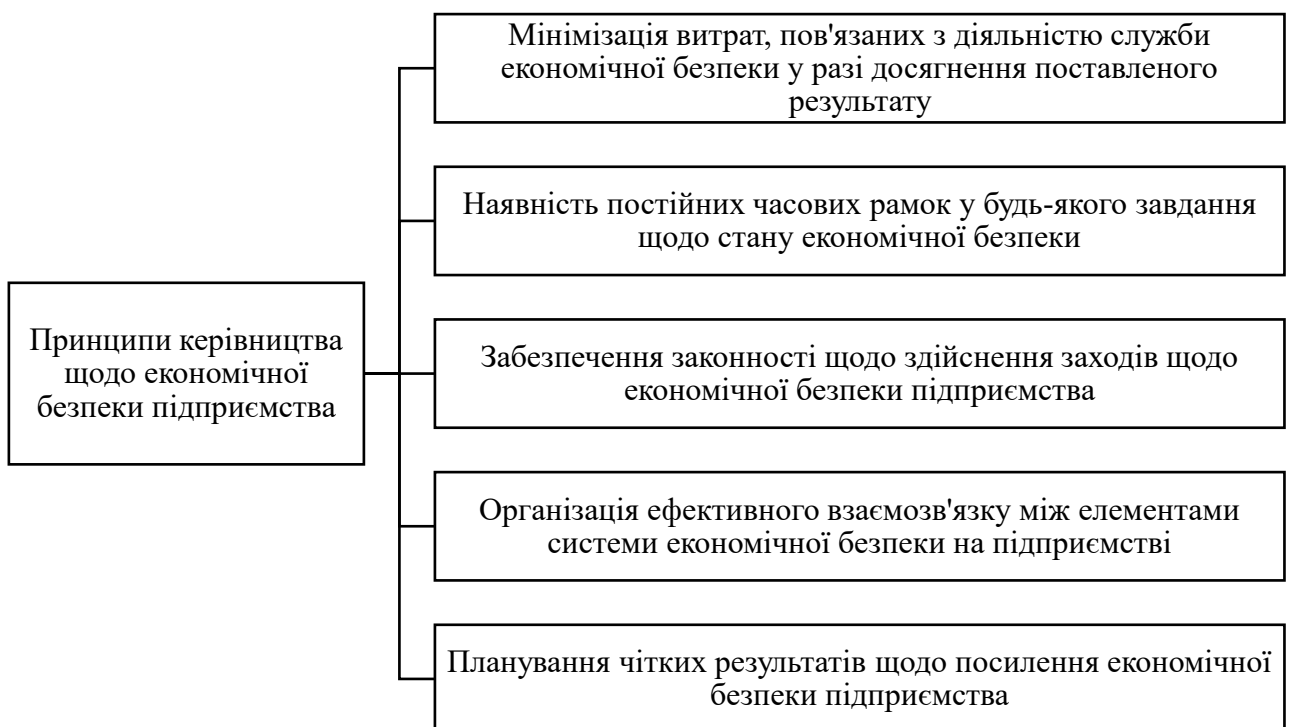 Принципи керівництва
щодо економічної
безпеки підприємства
Мінімізація витрат, пов'язаних з діяльністю служби
економічної безпеки у разі досягнення поставленого
результату
Наявність постійних часових рамок у будь-якого завдання
щодо стану економічної безпеки
Забезпечення законності щодо здійснення заходів щодо
економічної безпеки підприємства
Організація ефективного взаємозв'язку між елементами
системи економічної безпеки на підприємстві
Планування чітких результатів щодо посилення економічної
безпеки підприємства